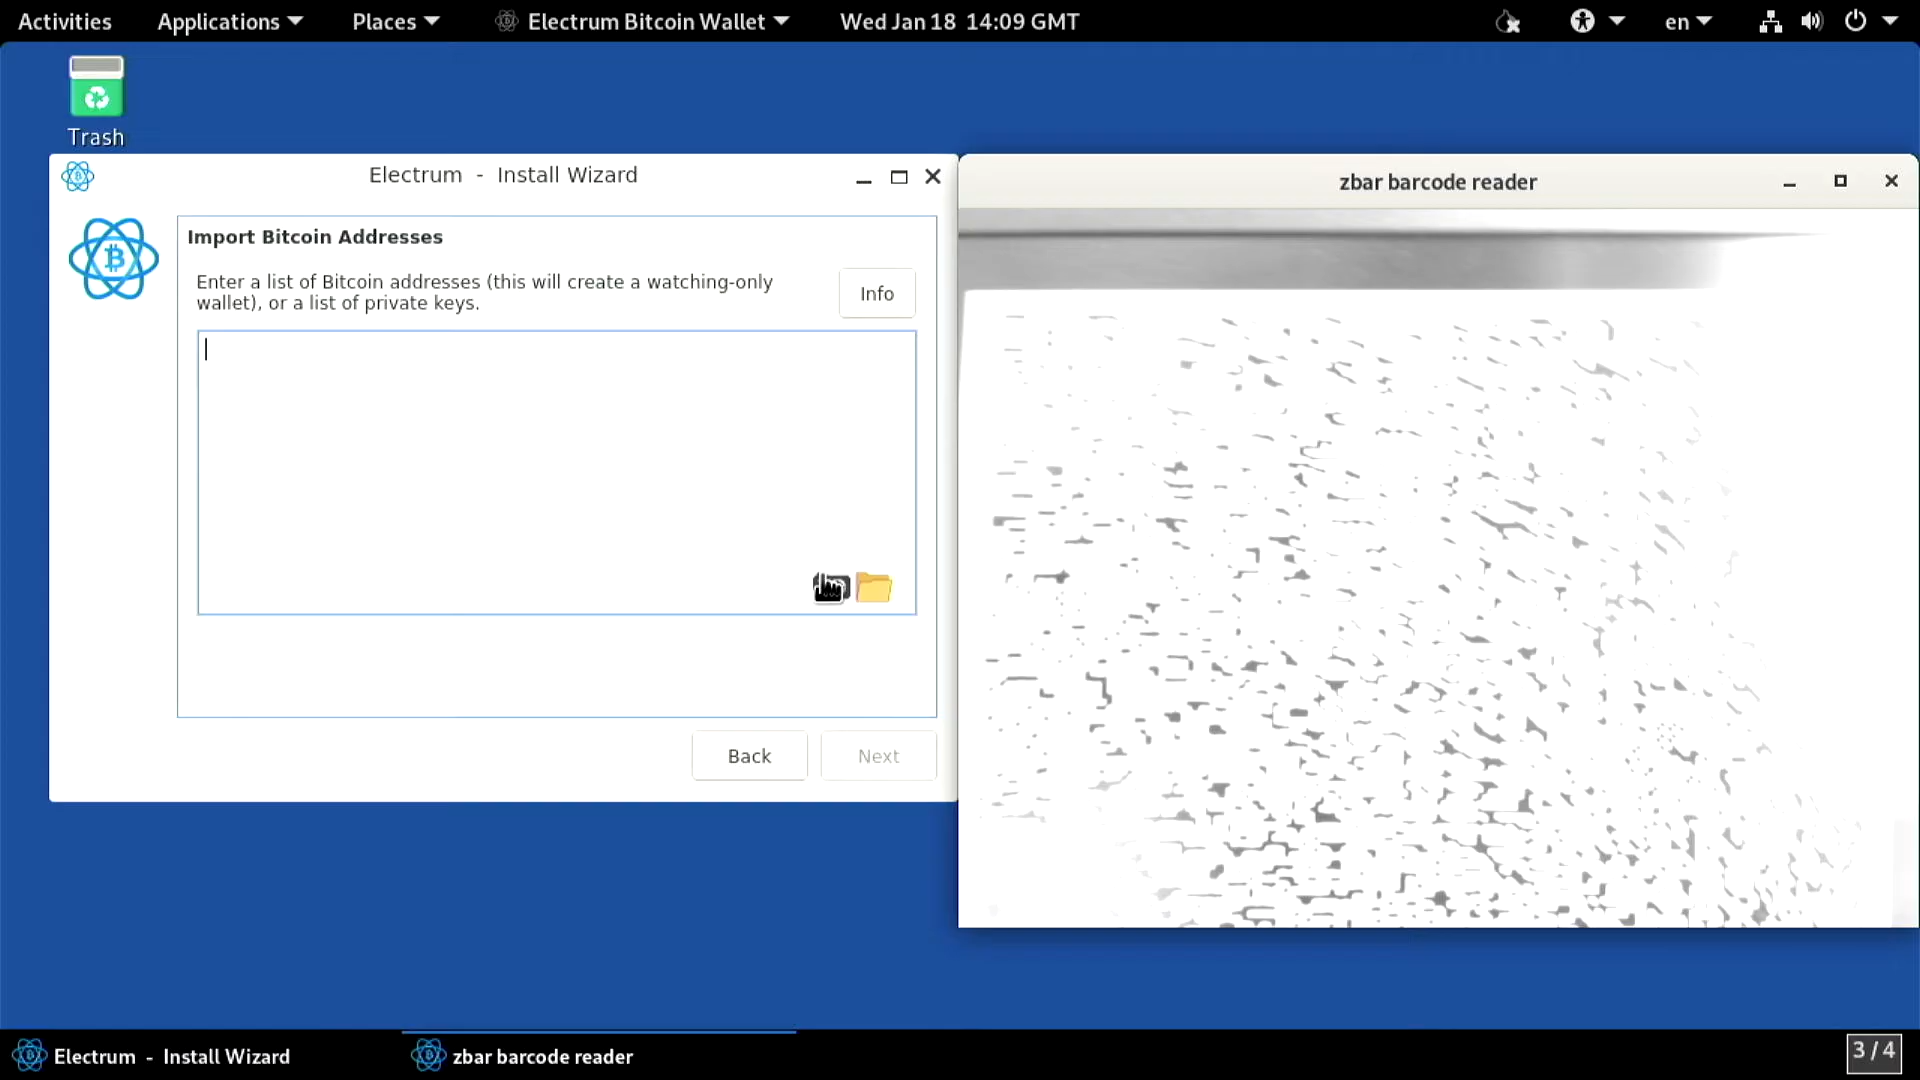 Activities Applications Places Electrum Bitcoin Wallet Wed Jan 18 14:09 GMT en
Trash
Electrum - Install Wizard
Import Bitcoin Addresses
Enter a list of Bitcoin addresses (this will create a watching-only
wallet), or a list of private keys.
Info
Back Next
zbar barcode reader
Electrum - Install Wizard zbar barcode reader 3/4